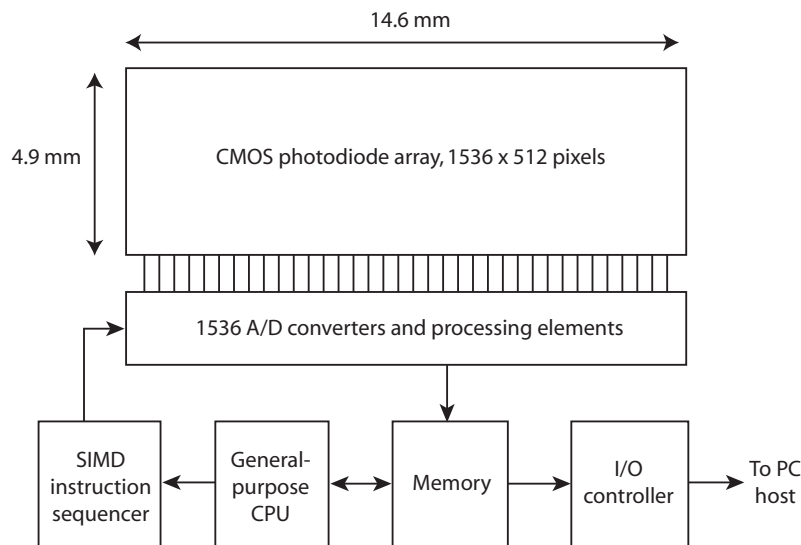 14.6 mm
4.9 mm
CMOS photodiode array, 1536 x 512 pixels
1536 A/D converters and processing elements
SIMD
instruction
sequencer
General-
purpose
CPU
Memory
I/O
controller
To PC
host